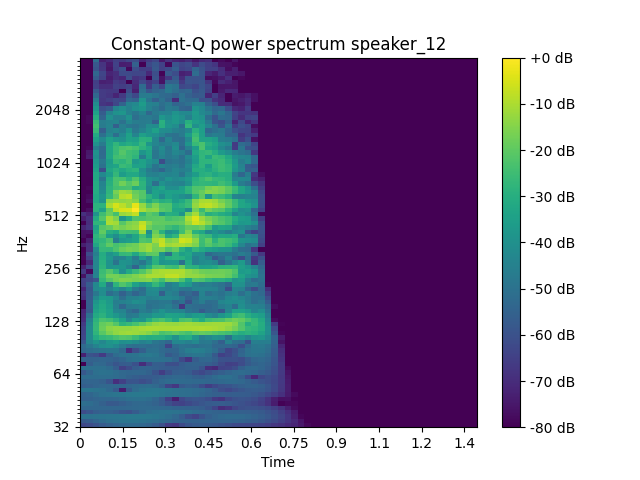 Constant-Q power spectrum speaker_12
Hz
2048
1024
512
256
128
64
32
0 0.15 0.3 0.45 0.6 0.75 0.9 1.1 1.2 1.4
Time
+0 dB
-10 dB
-20 dB
-30 dB
-40 dB
-50 dB
-60 dB
-70 dB
-80 dB